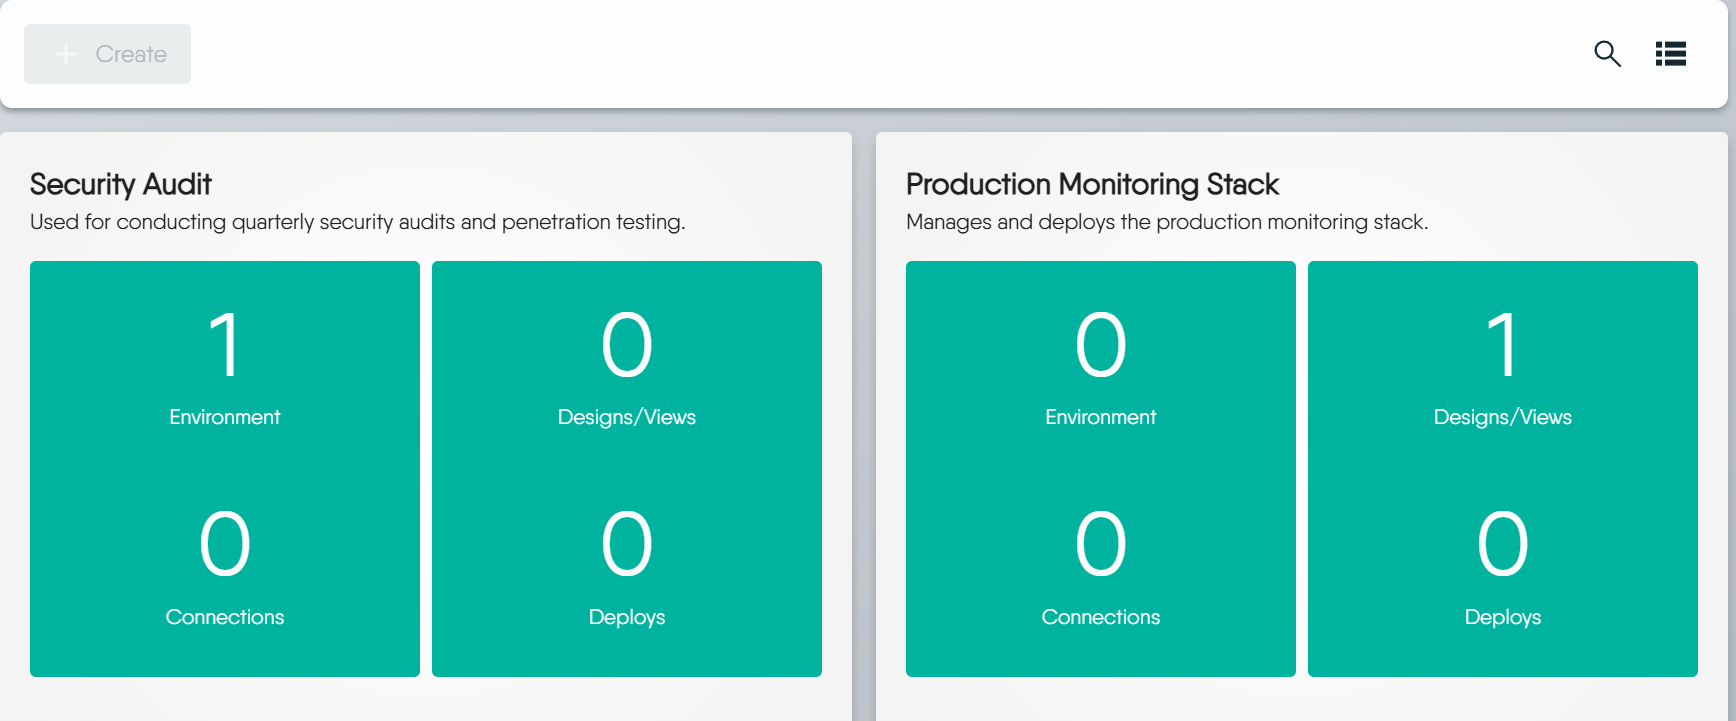 Create
Security Audit
Used for conducting quarterly security audits and penetration testing.
1
Environment
0
Designs/Views
0
Connections
0
Deploys
Production Monitoring Stack
Manages and deploys the production monitoring stack.
0
Environment
1
Designs/Views
0
Connections
0
Deploys